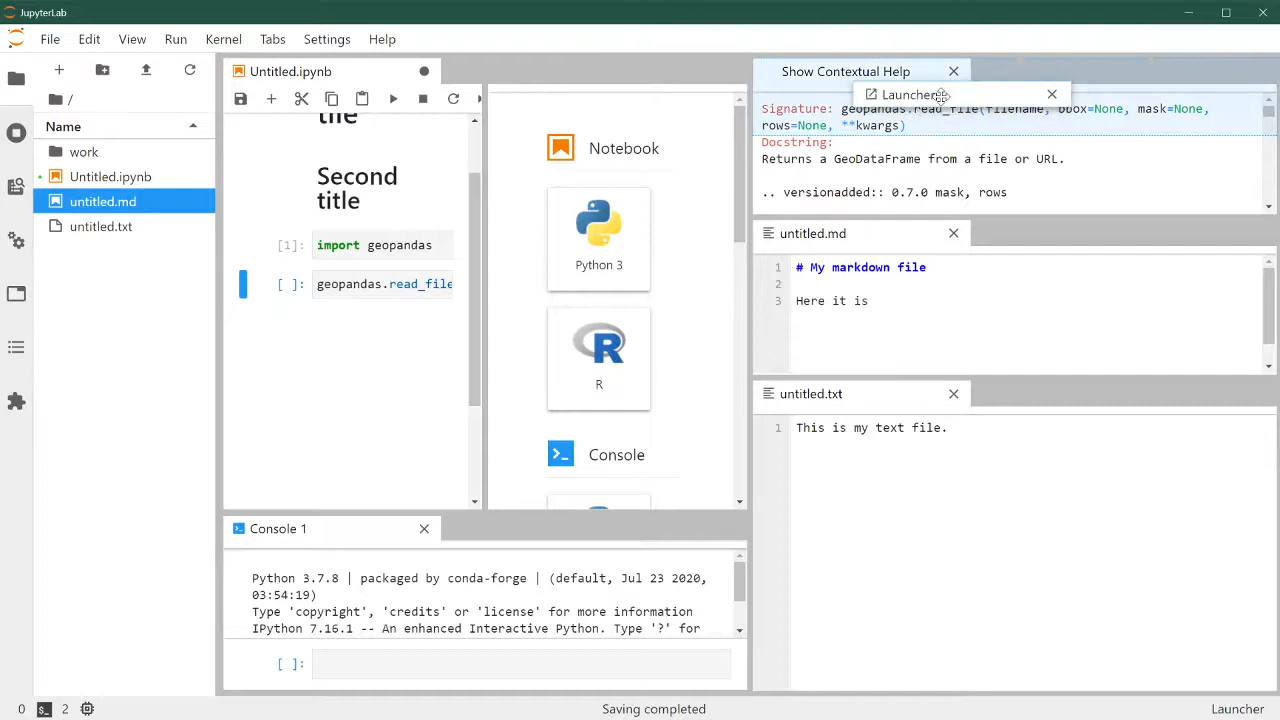 JupyterLab
File Edit View Run Kernel Tabs Settings Help
/
Name
work
Untitled.ipynb
untitled.md
untitled.txt
Untitled.ipynb
tile
Second
title
[1]: import geopandas
[ ]: geopandas.read_file
Notebook
Python 3
R
Console
Console 1
Python 3.7.8 | packaged by conda-forge | (default, Jul 23 2020,
03:54:19)
Type 'copyright', 'credits' or 'license' for more information
IPython 7.16.1 -- An enhanced Interactive Python. Type '?' for
[ ]:
Show Contextual Help
Launcher
Signature: geopandas.read_file(filename, bbox=None, mask=None,
rows=None, **kwargs)
Docstring:
Returns a GeoDataFrame from a file or URL.
.. versionadded:: 0.7.0 mask, rows
untitled.md
1 # My markdown file
2
3 Here it is
untitled.txt
1 This is my text file.
0 2 Saving completed Launcher